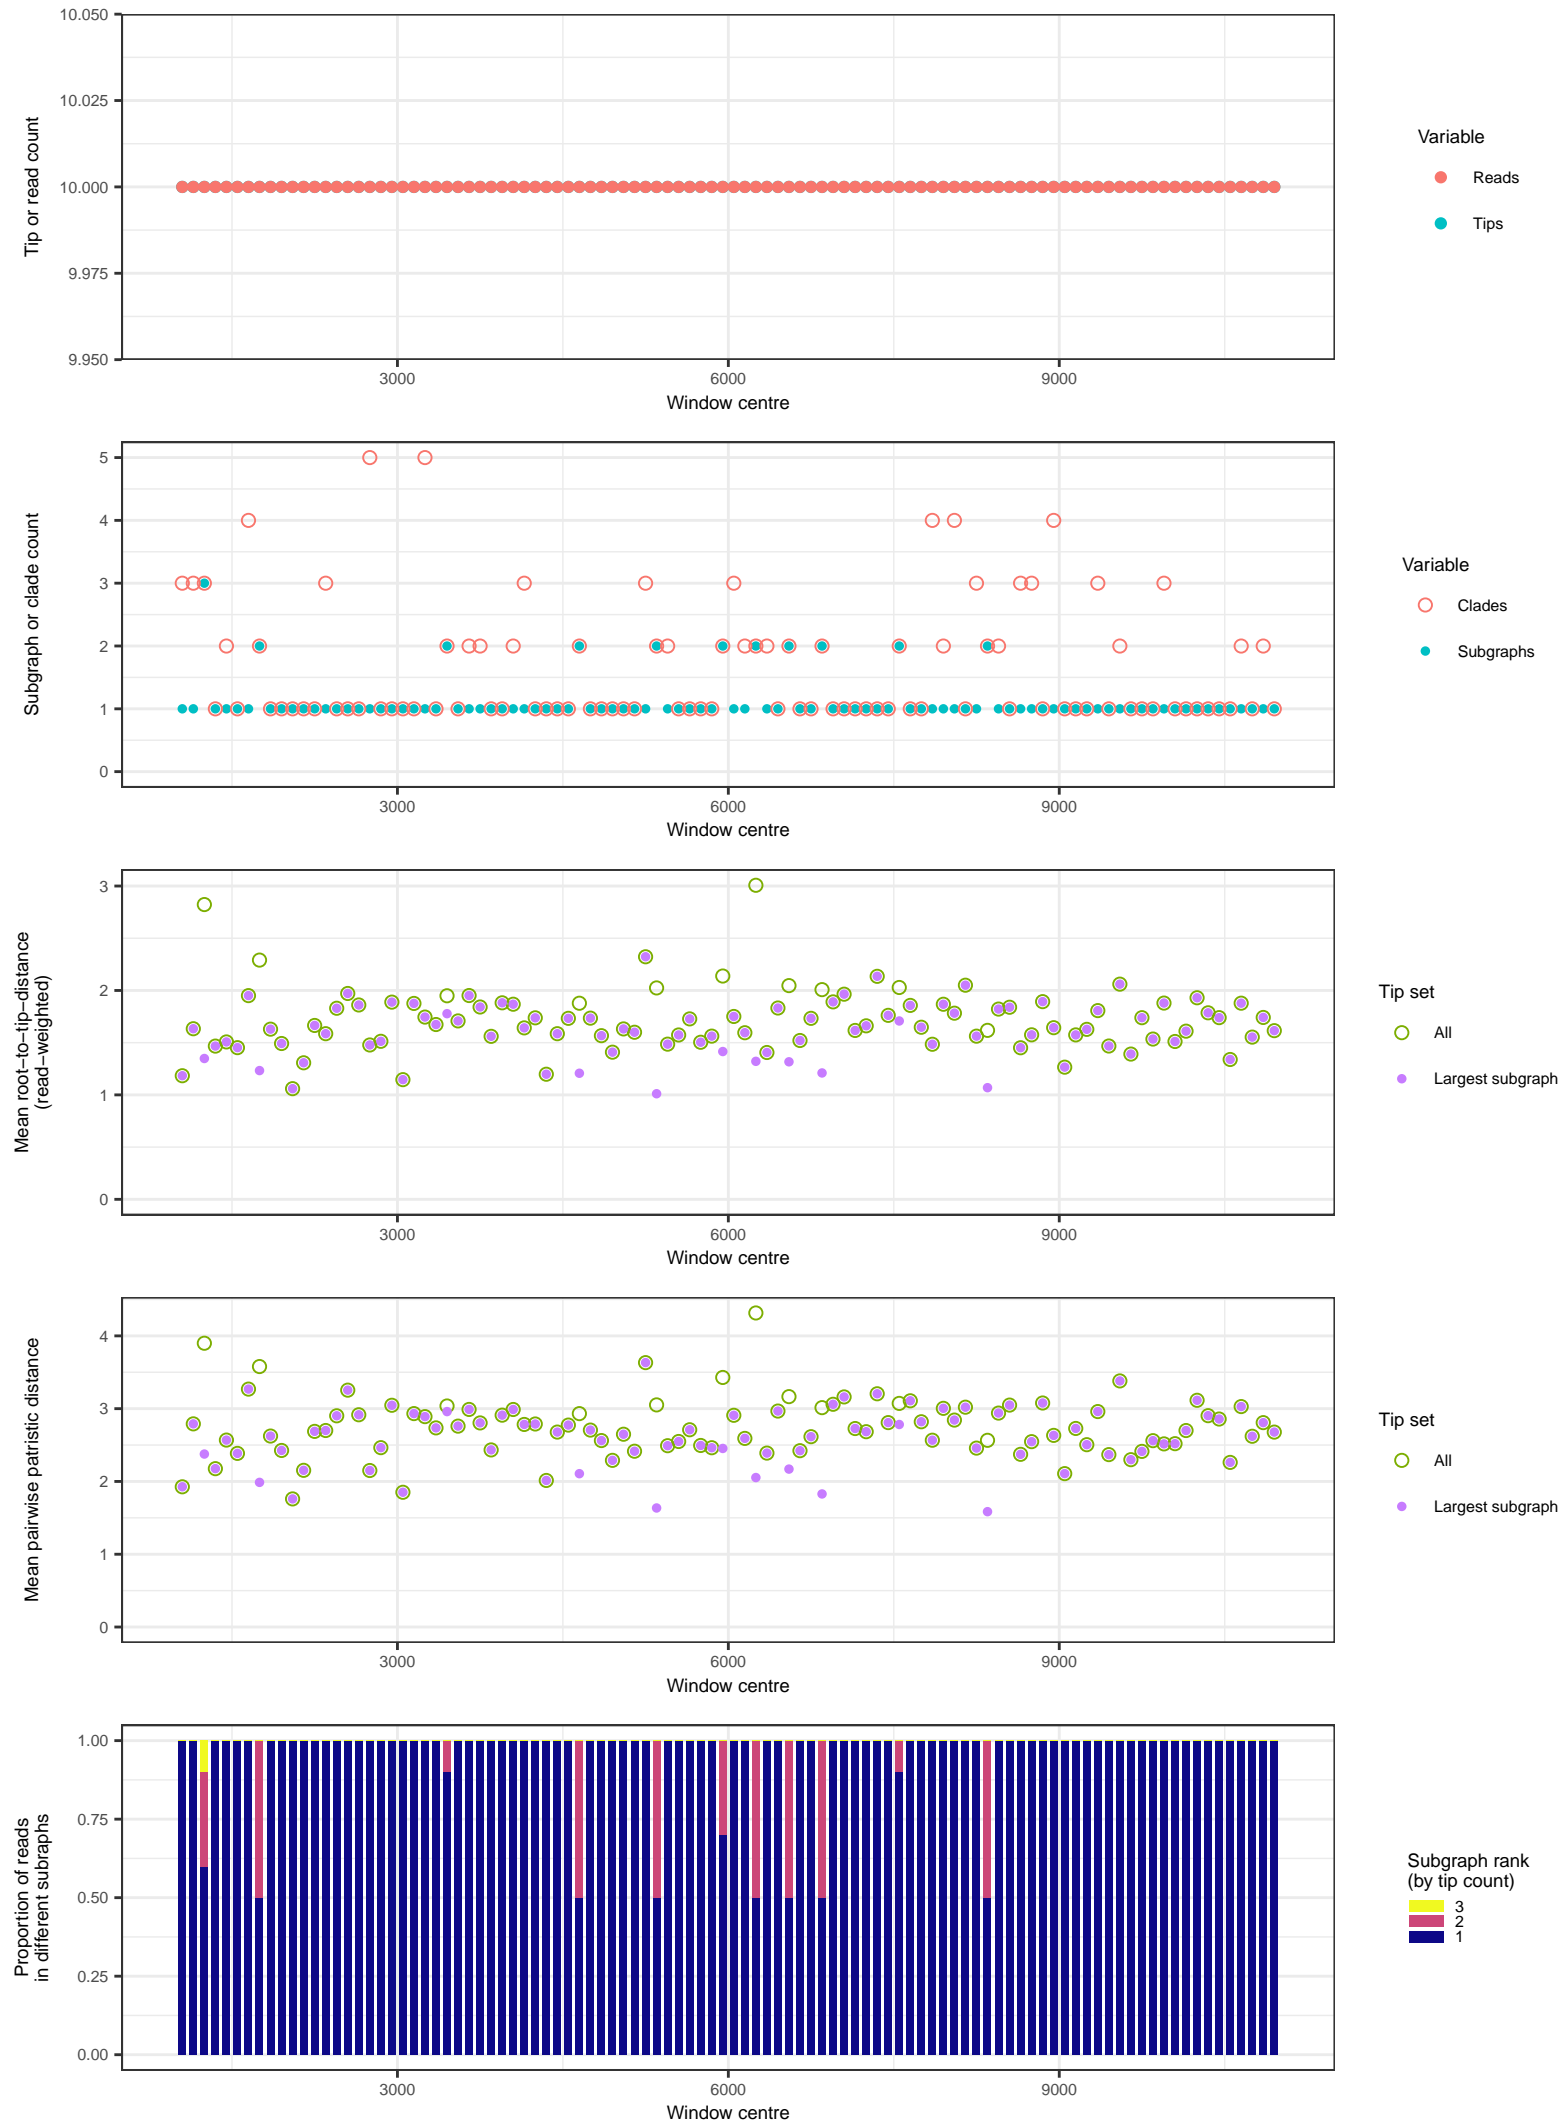 10.050
10.025
10.000
9.975
9.950
Tip or read count
3000
6000
9000
Window centre
Variable
Reads
Tips
5
4
3
2
1
0
Subgraph or clade count
3000
6000
9000
Window centre
Variable
Clades
Subgraphs
3
2
1
0
Mean root-to-tip-distance
(read-weighted)
3000
6000
9000
Window centre
Tip set
All
Largest subgraph
4
3
2
1
0
Mean pairwise patristic distance
3000
6000
9000
Window centre
Tip set
All
Largest subgraph
1.00
0.75
0.50
0.25
0.00
Proportion of reads
in different subraphs
3000
6000
9000
Window centre
Subgraph rank
(by tip count)
3
2
1